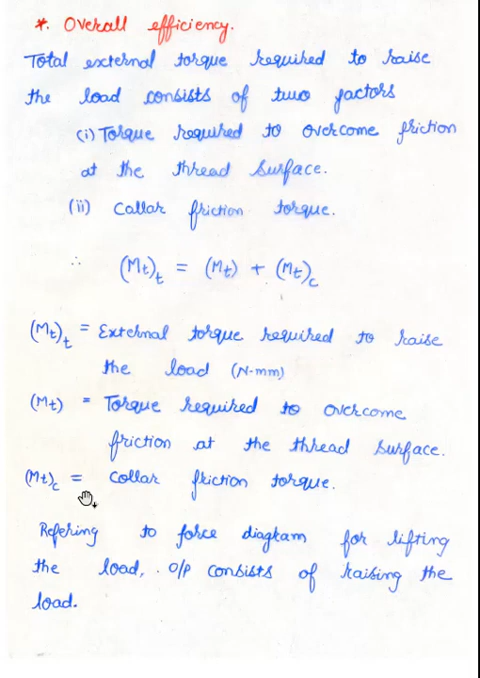 *. Overall efficiency.
Total external torque required to raise
the load consists of two factors
(i) Torque required to overcome friction
at the thread surface.
(ii) Collar friction torque.
∴ (Mt)t = (Mt) + (Mt)c
(Mt)t = External torque required to raise
the load (N-mm)
(Mt) = Torque required to overcome
friction at the thread surface.
(Mt)c = Collar friction torque.
Refering to force diagram for lifting
the load, O/P consists of raising the
load.